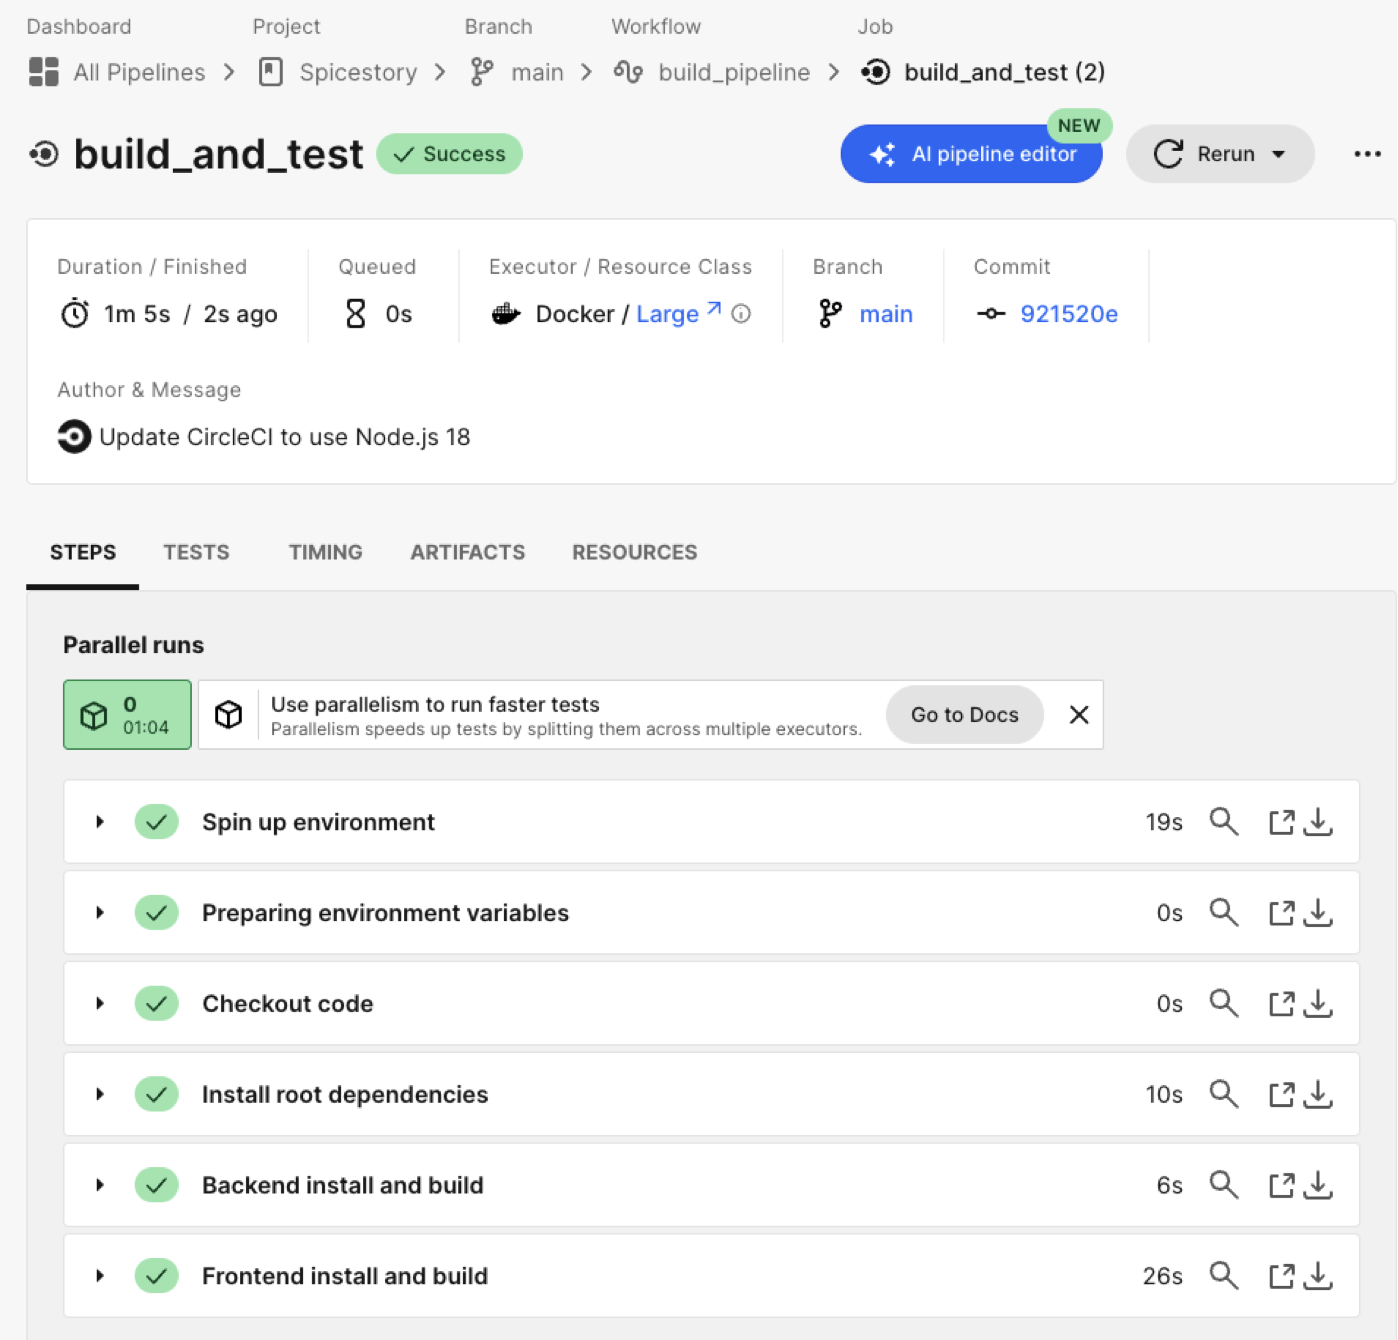 Dashboard Project Branch Workflow Job
All Pipelines Spicestory main build_pipeline build_and_test (2)
NEW
build_and_test Success AI pipeline editor Rerun
Duration / Finished Queued Executor / Resource Class Branch Commit
1m 5s / 2s ago 0s Docker / Large main 921520e
Author & Message
Update CircleCI to use Node.js 18
STEPS TESTS TIMING ARTIFACTS RESOURCES
Parallel runs
0
01:04
Use parallelism to run faster tests
Parallelism speeds up tests by splitting them across multiple executors.
Go to Docs
Spin up environment 19s
Preparing environment variables 0s
Checkout code 0s
Install root dependencies 10s
Backend install and build 6s
Frontend install and build 26s